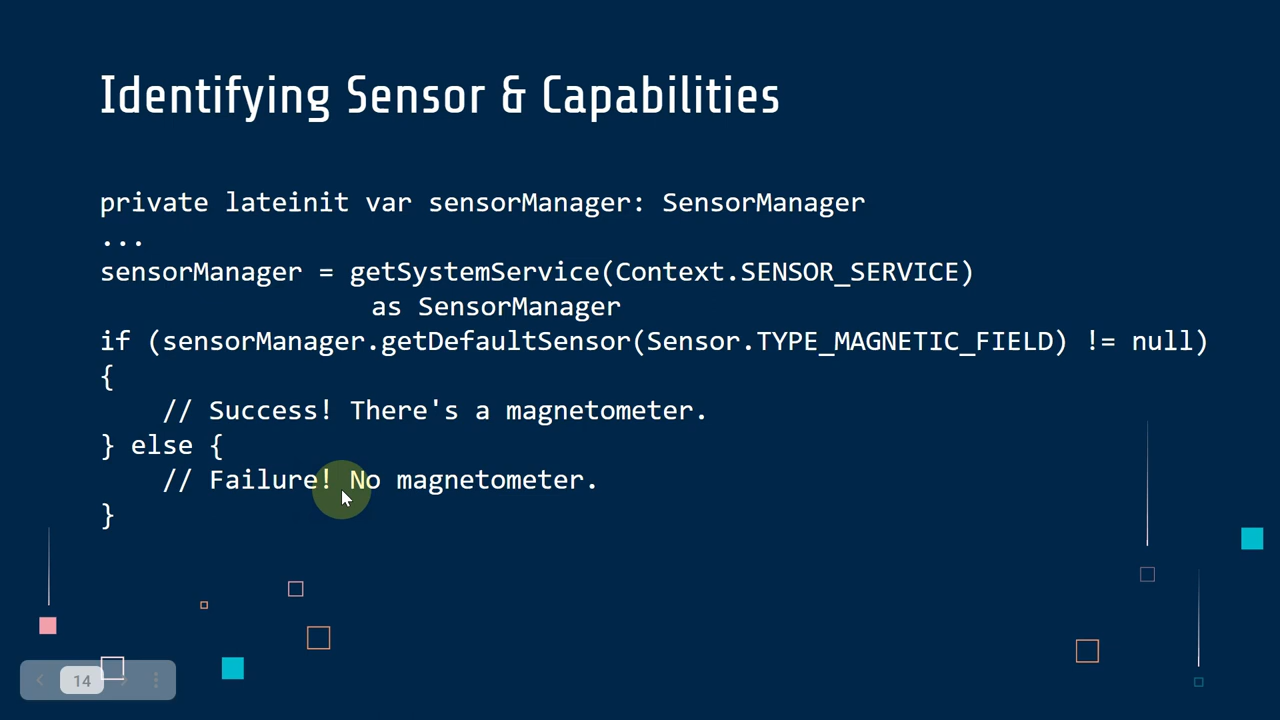 Identifying Sensor & Capabilities
private lateinit var sensorManager: SensorManager
...
sensorManager = getSystemService(Context.SENSOR_SERVICE)
as SensorManager
if (sensorManager.getDefaultSensor(Sensor.TYPE_MAGNETIC_FIELD) != null)
{
// Success! There's a magnetometer.
} else {
// Failure! No magnetometer.
}
14